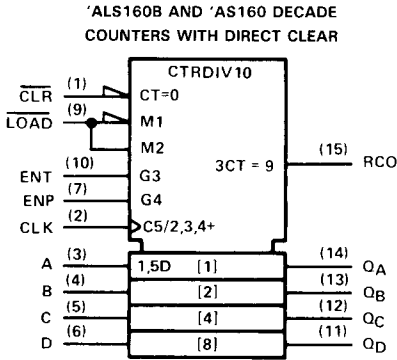 'ALS160B AND 'AS160 DECADE
COUNTERS WITH DIRECT CLEAR
CTRDIV10
CLR (1) CT=0
LOAD (9) M1
M2
3CT = 9 (15) RCO
ENT (10) G3
ENP (7) G4
CLK (2) C5/2,3,4+
A (3) 1,5D [1] (14) QA
B (4) [2] (13) QB
C (5) [4] (12) QC
D (6) [8] (11) QD